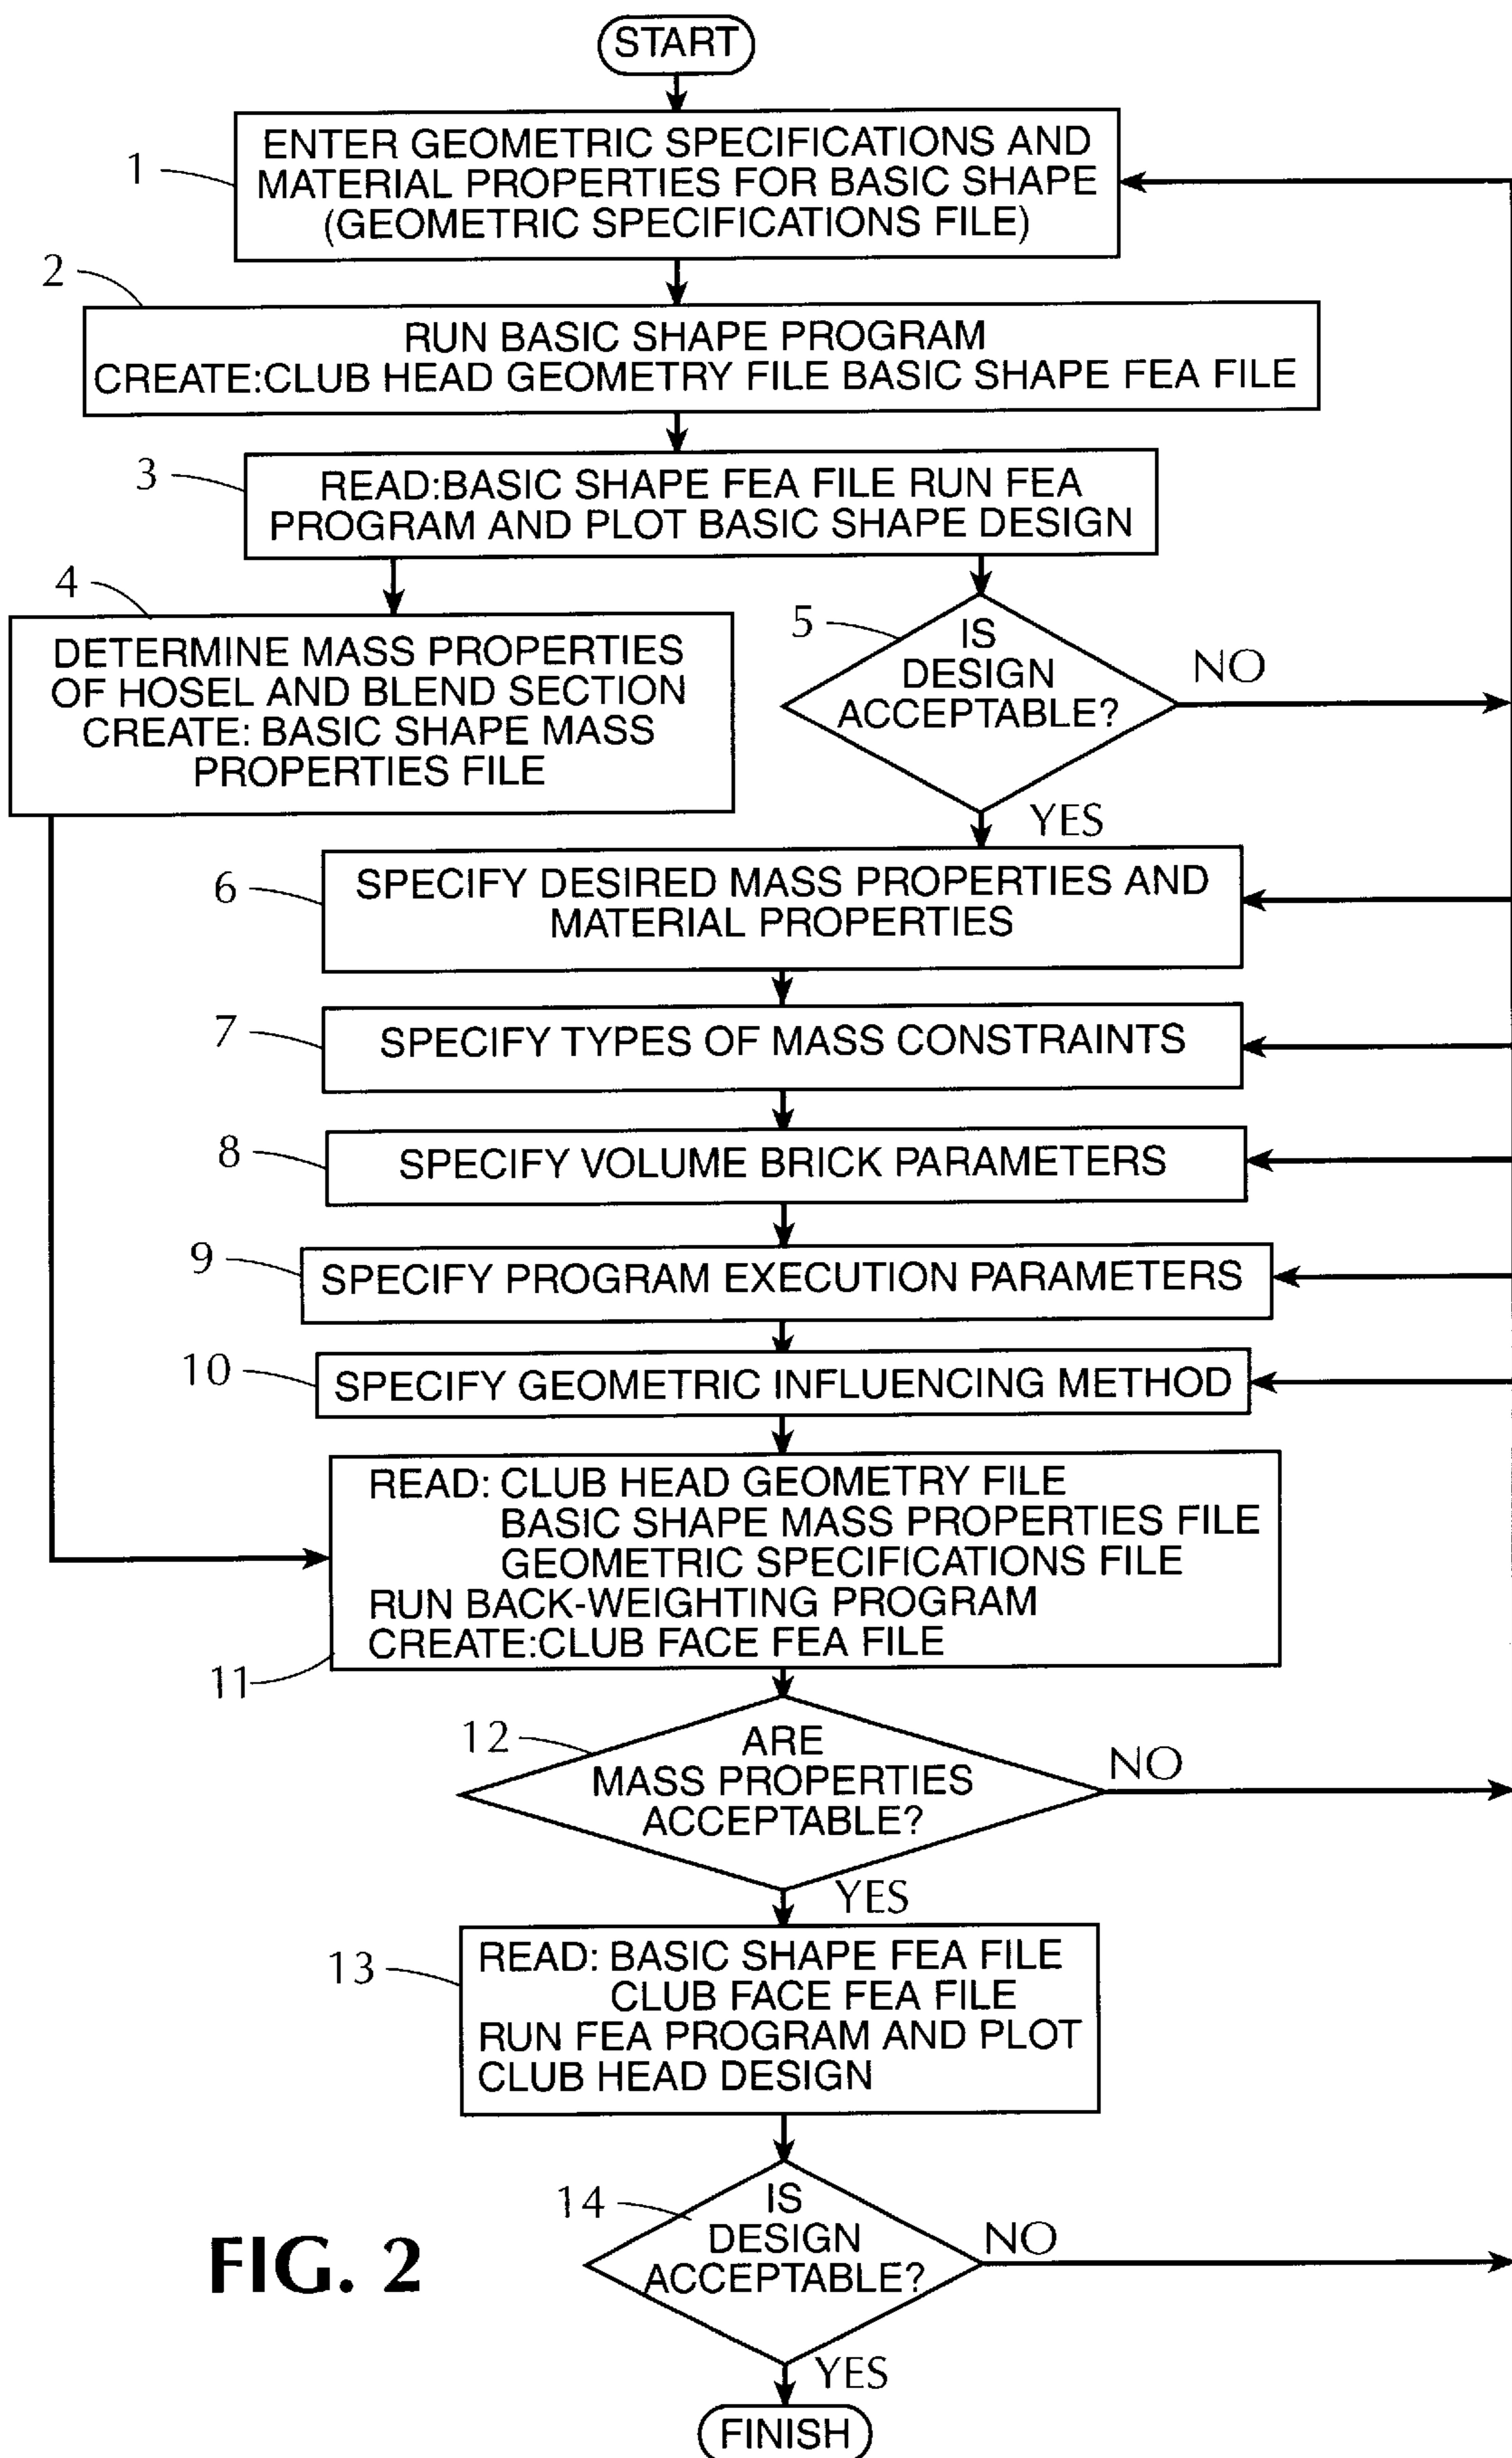 START
1
ENTER GEOMETRIC SPECIFICATIONS AND
MATERIAL PROPERTIES FOR BASIC SHAPE
(GEOMETRIC SPECIFICATIONS FILE)
2
RUN BASIC SHAPE PROGRAM
CREATE:CLUB HEAD GEOMETRY FILE BASIC SHAPE FEA FILE
3
READ:BASIC SHAPE FEA FILE RUN FEA
PROGRAM AND PLOT BASIC SHAPE DESIGN
4
DETERMINE MASS PROPERTIES
OF HOSEL AND BLEND SECTION
CREATE: BASIC SHAPE MASS
PROPERTIES FILE
5
IS
DESIGN
ACCEPTABLE?
NO
YES
6
SPECIFY DESIRED MASS PROPERTIES AND
MATERIAL PROPERTIES
7
SPECIFY TYPES OF MASS CONSTRAINTS
8
SPECIFY VOLUME BRICK PARAMETERS
9
SPECIFY PROGRAM EXECUTION PARAMETERS
10
SPECIFY GEOMETRIC INFLUENCING METHOD
READ: CLUB HEAD GEOMETRY FILE
BASIC SHAPE MASS PROPERTIES FILE
GEOMETRIC SPECIFICATIONS FILE
RUN BACK-WEIGHTING PROGRAM
CREATE:CLUB FACE FEA FILE
11
12
ARE
MASS PROPERTIES
ACCEPTABLE?
NO
YES
13
READ: BASIC SHAPE FEA FILE
CLUB FACE FEA FILE
RUN FEA PROGRAM AND PLOT
CLUB HEAD DESIGN
14
IS
DESIGN
ACCEPTABLE?
NO
FIG. 2
YES
FINISH